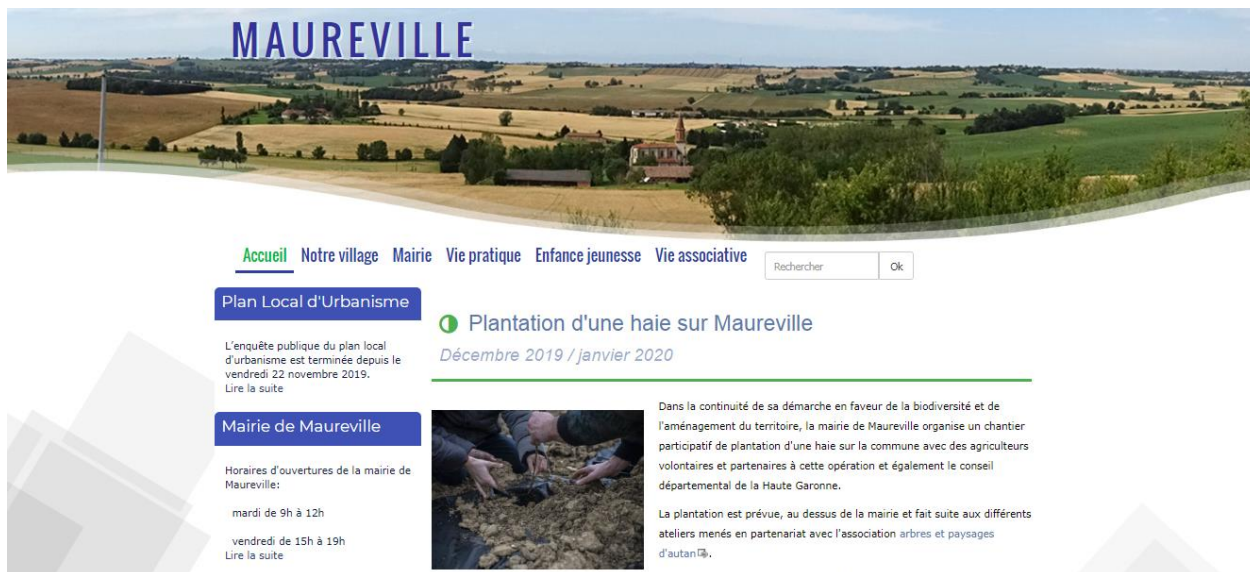 MAUREVILLE
Accueil Notre village Mairie Vie pratique Enfance jeunesse Vie associative Rechercher Ok
Plan Local d'Urbanisme
L'enquête publique du plan local
d'urbanisme est terminée depuis le
vendredi 22 novembre 2019.
Lire la suite
Mairie de Maureville
Horaires d'ouvertures de la mairie de
Maureville:
mardi de 9h à 12h
vendredi de 15h à 19h
Lire la suite
Plantation d'une haie sur Maureville
Décembre 2019 / janvier 2020
Dans la continuité de sa démarche en faveur de la biodiversité et de
l'aménagement du territoire, la mairie de Maureville organise un chantier
participatif de plantation d'une haie sur la commune avec des agriculteurs
volontaires et partenaires à cette opération et également le conseil
départemental de la Haute Garonne.
La plantation est prévue, au dessus de la mairie et fait suite aux différents
ateliers menés en partenariat avec l'association arbres et paysages
d'autan.